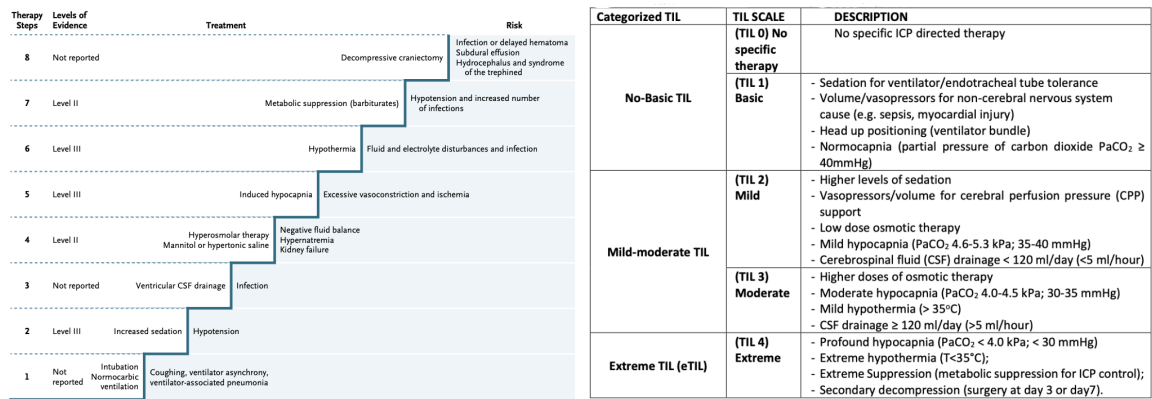 Therapy Steps
Levels of Evidence
Treatment
Risk
8
Not reported
Decompressive craniectomy
Infection or delayed hematoma
Subdural effusion
Hydrocephalus and syndrome
of the trephined
7
Level II
Metabolic suppression (barbiturates)
Hypotension and increased number
of infections
6
Level III
Hypothermia
Fluid and electrolyte disturbances and infection
5
Level III
Induced hypocapnia
Excessive vasoconstriction and ischemia
4
Level II
Hyperosmolar therapy
Mannitol or hypertonic saline
Negative fluid balance
Hypernatremia
Kidney failure
3
Not reported
Ventricular CSF drainage
Infection
2
Level III
Increased sedation
Hypotension
1
Not
reported
Intubation
Normocarbic
ventilation
Coughing, ventilator asynchrony,
ventilator-associated pneumonia
Categorized TIL
TIL SCALE
DESCRIPTION
No-Basic TIL
(TIL 0) No
specific
therapy
No specific ICP directed therapy
(TIL 1)
Basic
- Sedation for ventilator/endotracheal tube tolerance
- Volume/vasopressors for non-cerebral nervous system
cause (e.g. sepsis, myocardial injury)
- Head up positioning (ventilator bundle)
- Normocapnia (partial pressure of carbon dioxide PaCO₂ ≥
40mmHg)
Mild-moderate TIL
(TIL 2)
Mild
- Higher levels of sedation
- Vasopressors/volume for cerebral perfusion pressure (CPP)
support
- Low dose osmotic therapy
- Mild hypocapnia (PaCO₂ 4.6-5.3 kPa; 35-40 mmHg)
- Cerebrospinal fluid (CSF) drainage < 120 ml/day (<5 ml/hour)
(TIL 3)
Moderate
- Higher doses of osmotic therapy
- Moderate hypocapnia (PaCO₂ 4.0-4.5 kPa; 30-35 mmHg)
- Mild hypothermia (> 35°C)
- CSF drainage ≥ 120 ml/day (>5 ml/hour)
Extreme TIL (eTIL)
(TIL 4)
Extreme
- Profound hypocapnia (PaCO₂ < 4.0 kPa; < 30 mmHg)
- Extreme hypothermia (T<35°C);
- Extreme Suppression (metabolic suppression for ICP control);
- Secondary decompression (surgery at day 3 or day7).